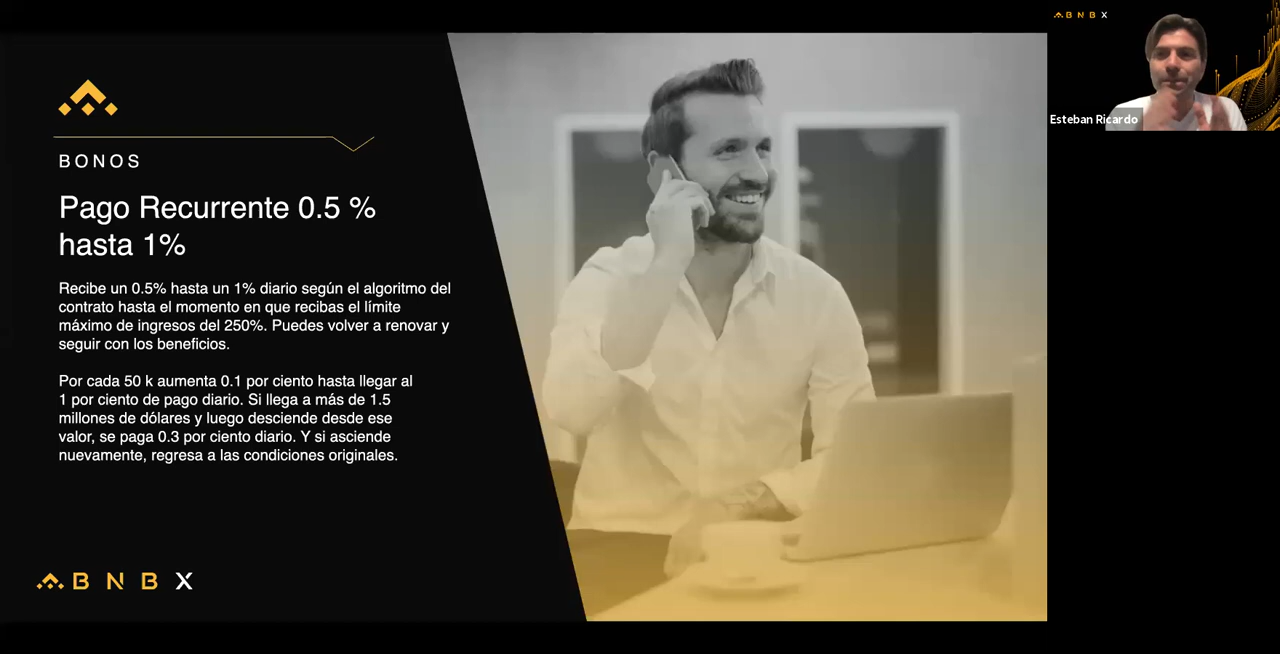 BONOS
Pago Recurrente 0.5 %
hasta 1%
Recibe un 0.5% hasta un 1% diario según el algoritmo del
contrato hasta el momento en que recibas el límite
máximo de ingresos del 250%. Puedes volver a renovar y
seguir con los beneficios.
Por cada 50 k aumenta 0.1 por ciento hasta llegar al
1 por ciento de pago diario. Si llega a más de 1.5
millones de dólares y luego desciende desde ese
valor, se paga 0.3 por ciento diario. Y si asciende
nuevamente, regresa a las condiciones originales.
BNBX
BNBX
Esteban Ricardo